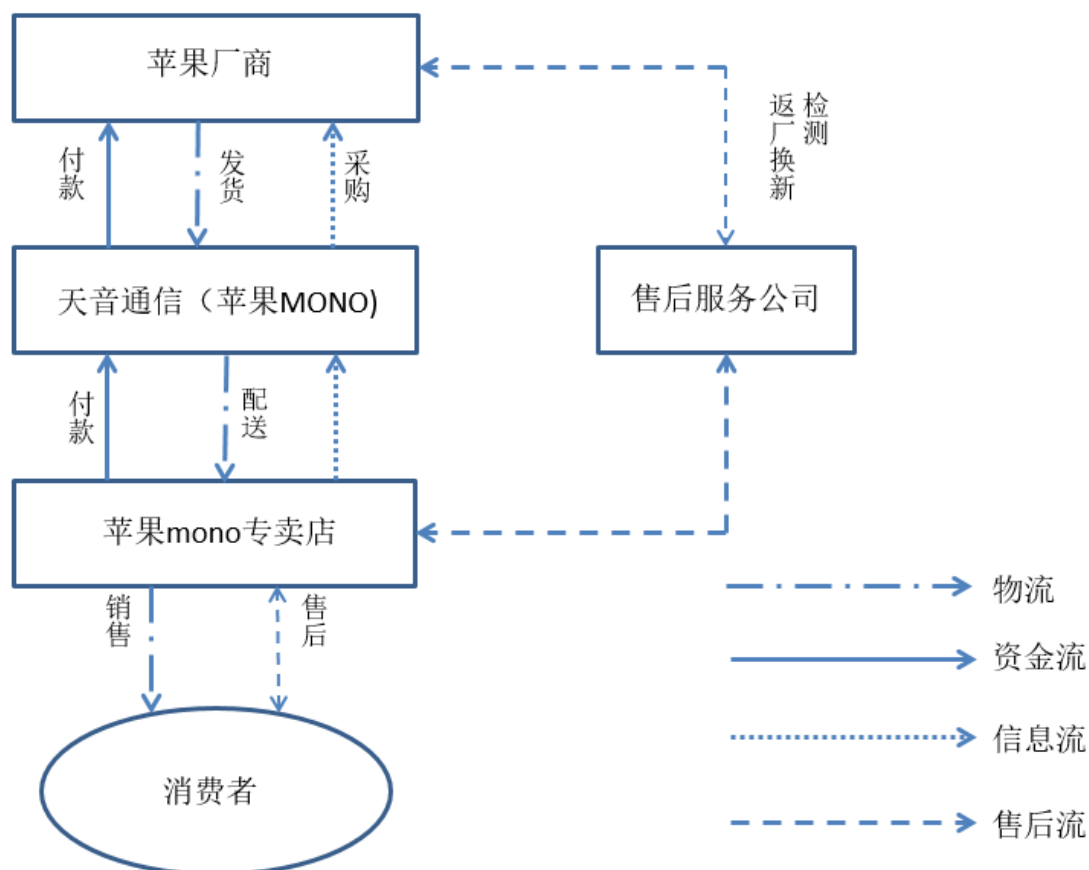 苹果厂商
付款
发货
采购
检测
返厂换新
天音通信（苹果MONO)
售后服务公司
付款
配送
苹果mono专卖店
销售
售后
消费者
物流
资金流
信息流
售后流